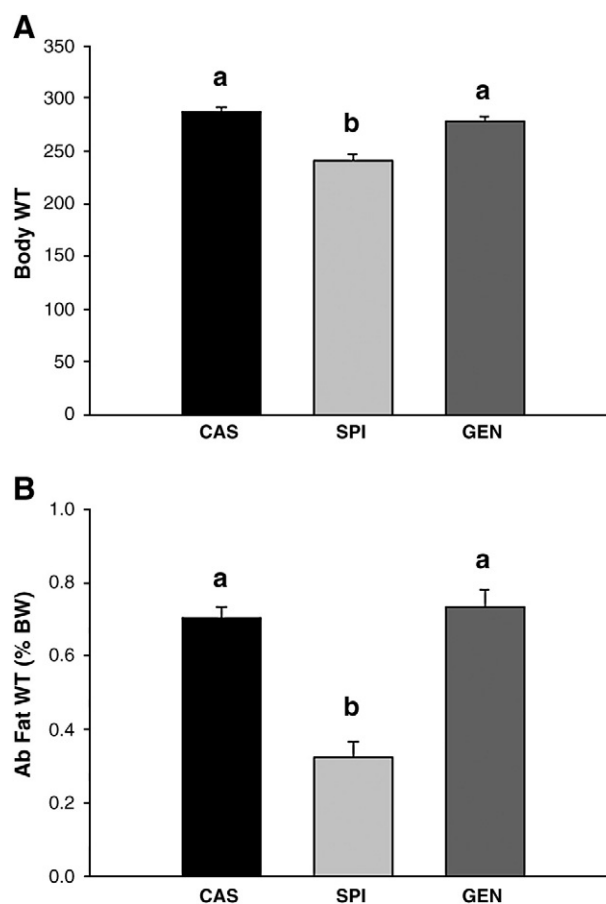 A
350
300
250
200
150
100
50
0
Body WT
a
b
a
CAS SPI GEN
B
1.0
0.8
0.6
0.4
0.2
0.0
Ab Fat WT (% BW)
a
b
a
CAS SPI GEN